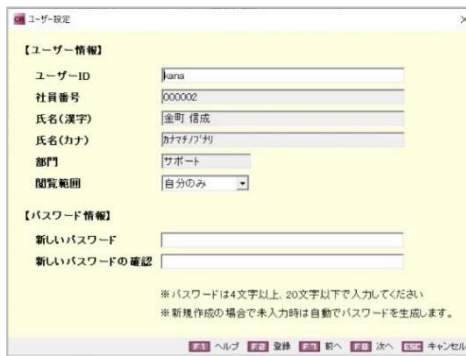 ユーザー設定
【ユーザー情報】
ユーザーID kana
社員番号 000002
氏名(漢字) 金町 信成
氏名(カナ) ｶﾅﾏﾁﾉﾌﾞﾅﾘ
部門 サポート
閲覧範囲 自分のみ
【パスワード情報】
新しいパスワード
新しいパスワードの確認
※パスワードは4文字以上、20文字以下で入力してください
※新規作成の場合で未入力時は自動でパスワードを生成します。
F1 ヘルプ F2 登録 F7 前へ F8 次へ ESC キャンセル